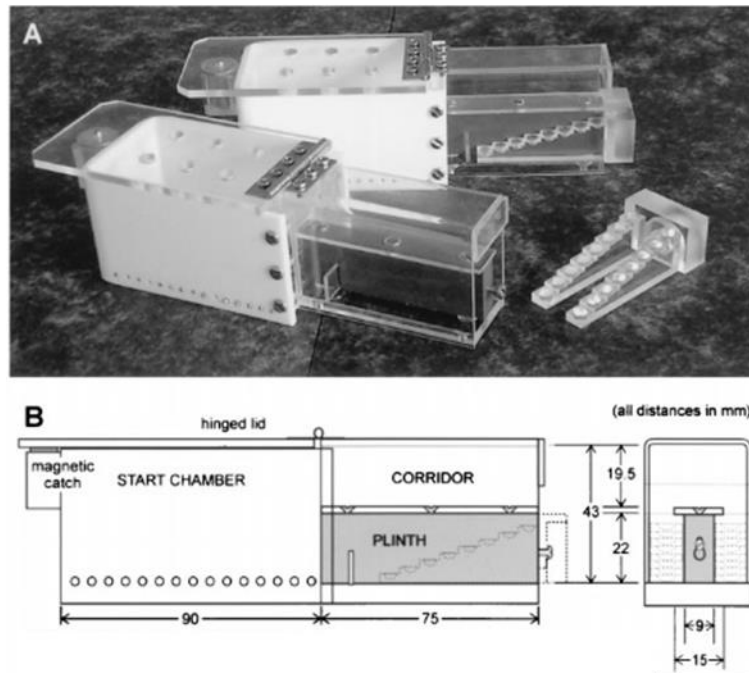 A
B
(all distances in mm)
hinged lid
magnetic
catch
START CHAMBER
CORRIDOR
PLINTH
19.5
43
22
90
75
9
15